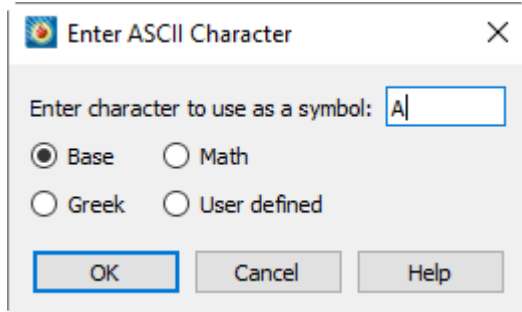 Enter ASCII Character
Enter character to use as a symbol: A
Base Math
Greek User defined
OK Cancel Help